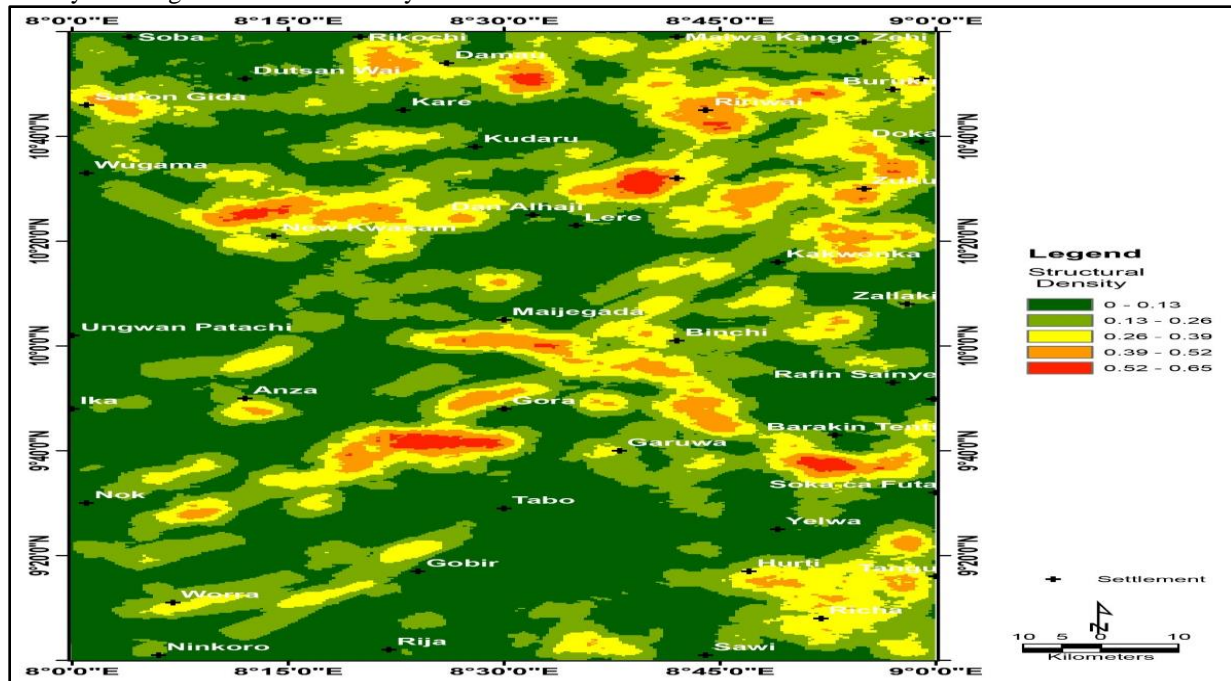 8°0'0"E 8°15'0"E 8°30'0"E 8°45'0"E 9°0'0"E
Soba Rikochi Damau Maiwa Kango Zehi
Dutsan Wai
Sahon Gida Kare Ririwai
10°40'0"N Kudaru Doka 10°40'0"N
Wugama Zuku
Dan Alhaji Lere
10°20'0"N New Kwasam 10°20'0"N
Kakwonka
Zallaki
Maijegada
Ungwan Patachi Binchi
10°0'0"N 10°0'0"N
Rafin Sainye
Anza
Ika Gora
Barakin Tenti
9°40'0"N Garuwa 9°40'0"N
Soka ca Futa
Nok Tabo
Yelwa
9°20'0"N 9°20'0"N
Gobir Hurti Tangu
Worra Richa
Ninkoro Rija Sawi
8°0'0"E 8°15'0"E 8°30'0"E 8°45'0"E 9°0'0"E
Legend
Structural
Density
0 - 0.13
0.13 - 0.26
0.26 - 0.39
0.39 - 0.52
0.52 - 0.65
Settlement
N
10 5 0 10
Kilometers